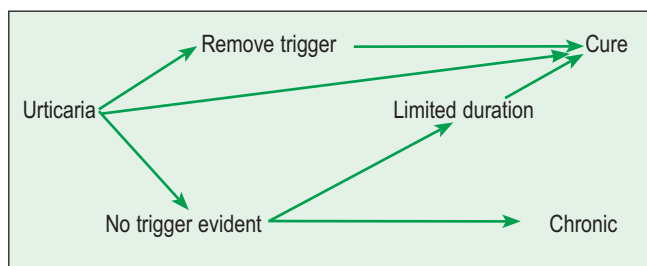 Remove trigger Cure
Urticaria Limited duration
No trigger evident Chronic